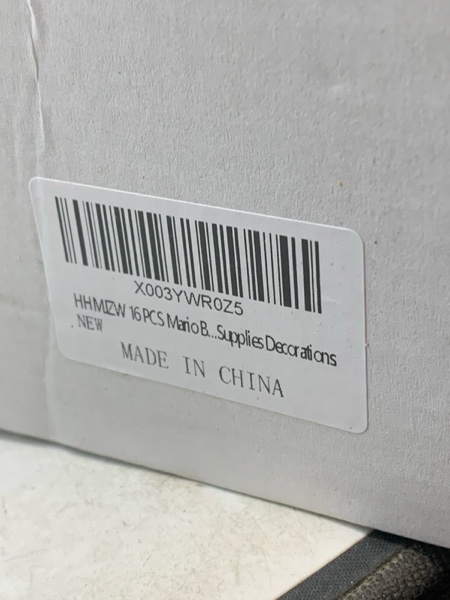 X003YWR0Z5
HHMIZW 16 PCS Mario B...Supplies Decorations
. NEW
MADE IN CHINA